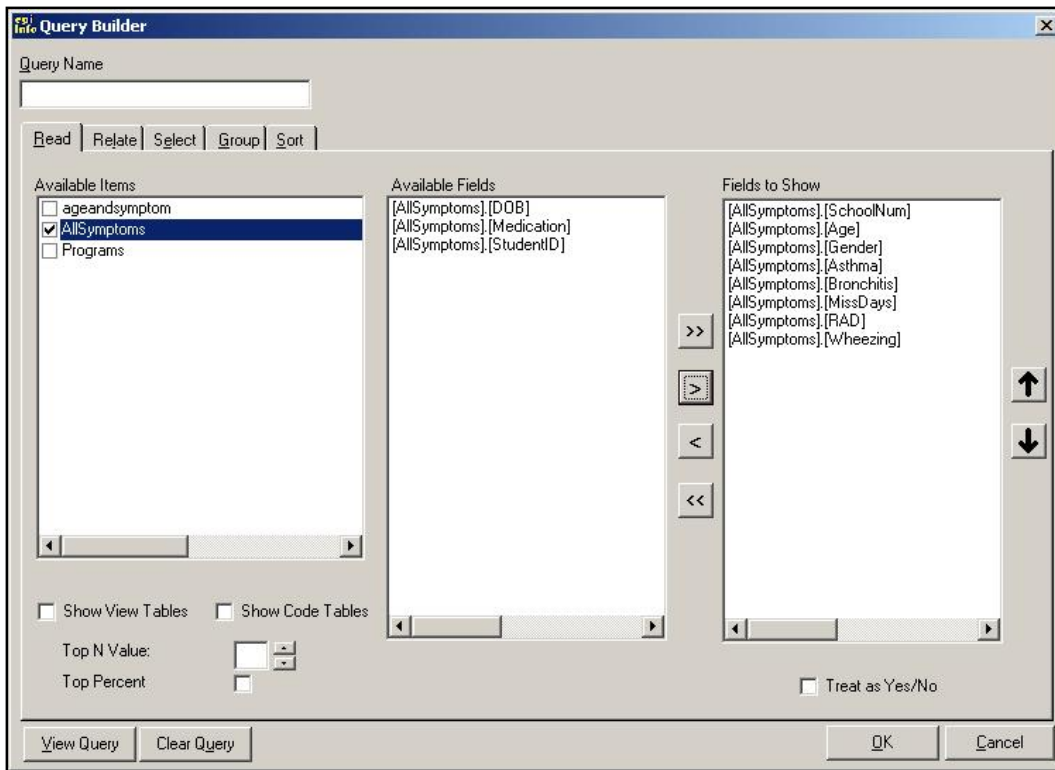 epi info Query Builder
Query Name
Read Relate Select Group Sort
Available Items
ageandsymptom
AllSymptoms
Programs
Available Fields
[AllSymptoms].[DOB]
[AllSymptoms].[Medication]
[AllSymptoms].[StudentID]
>>
>
<
<<
Fields to Show
[AllSymptoms].[SchoolNum]
[AllSymptoms].[Age]
[AllSymptoms].[Gender]
[AllSymptoms].[Asthma]
[AllSymptoms].[Bronchitis]
[AllSymptoms].[MissDays]
[AllSymptoms].[RAD]
[AllSymptoms].[Wheezing]
Show View Tables Show Code Tables
Top N Value:
Top Percent
Treat as Yes/No
View Query Clear Query OK Cancel